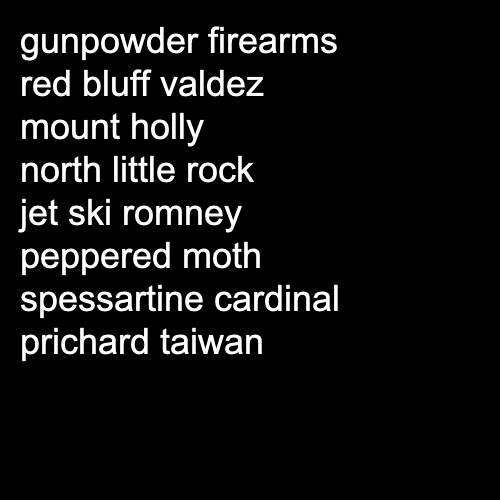 gunpowder firearms
red bluff valdez
mount holly
north little rock
jet ski romney
peppered moth
spessartine cardinal
prichard taiwan